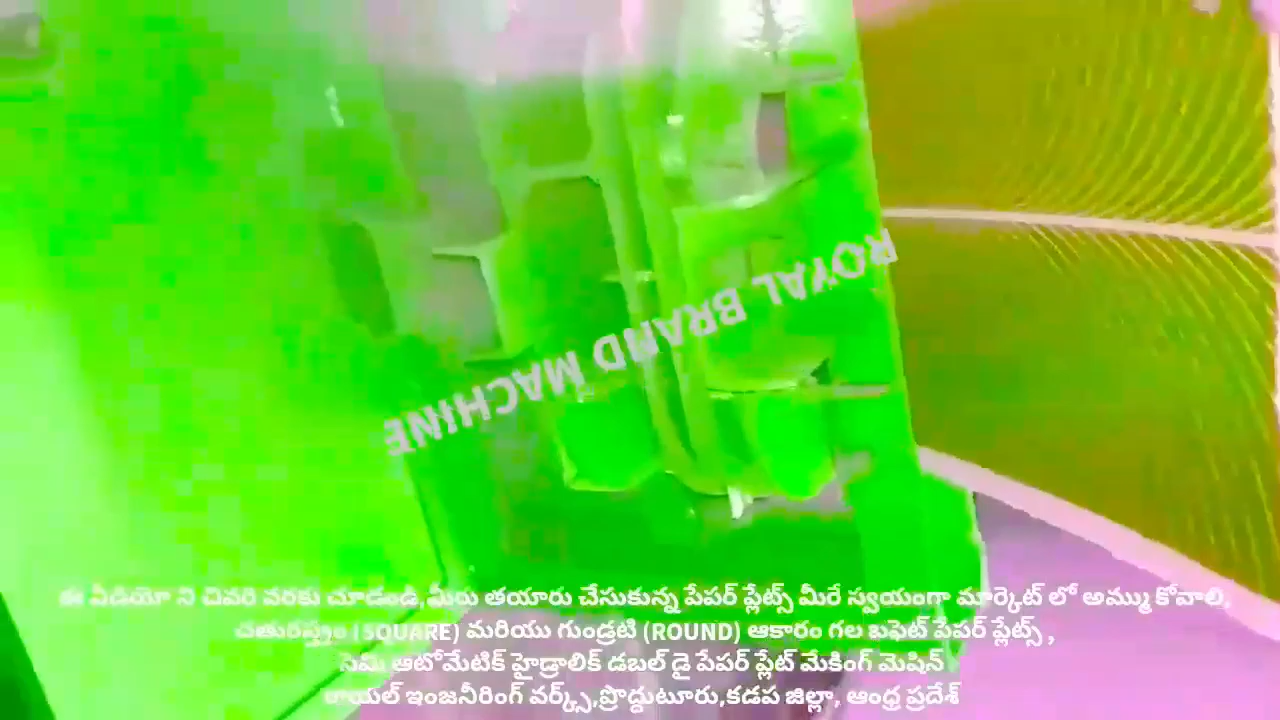 ROYAL BRAND MACHINE
ఈ వీడియో ని చివరి వరకు చూడండి,మీరు తయారు చేసుకున్న పేపర్ ప్లేట్స్ మీరే స్వయంగా మార్కెట్ లో అమ్ము కోవాలి,
చతురస్త్రం (SQUARE) మరియు గుండ్రటి (ROUND) ఆకారం గల బఫెట్ పేపర్ ప్లేట్స్ ,
సెమి ఆటోమేటిక్ హైడ్రాలిక్ డబల్ డై పేపర్ ప్లేట్ మేకింగ్ మెషిన్
రాయల్ ఇంజనీరింగ్ వర్క్స్,ప్రొద్దుటూరు,కడప జిల్లా, ఆంధ్ర ప్రదేశ్